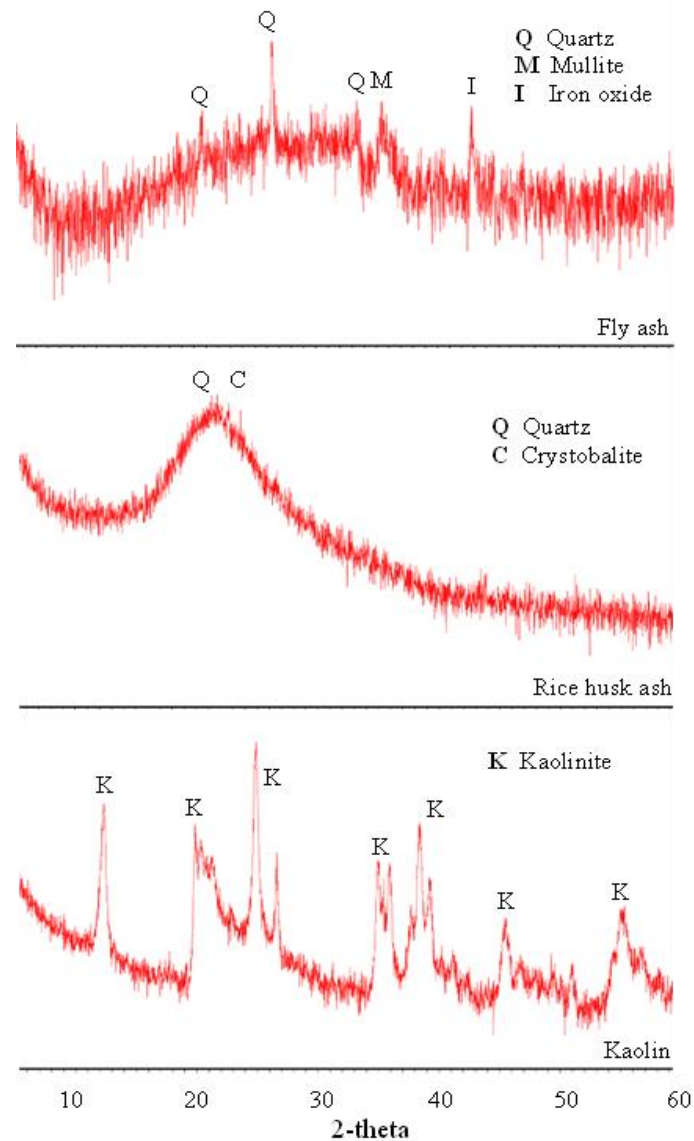 Q
Q Quartz
M Mullite
I Iron oxide
Q M
I
Q
Fly ash
Q C
Q Quartz
C Crystobalite
Rice husk ash
K Kaolinite
K
K
K
K
K
K
K
Kaolin
10 20 30 40 50 60
2-theta